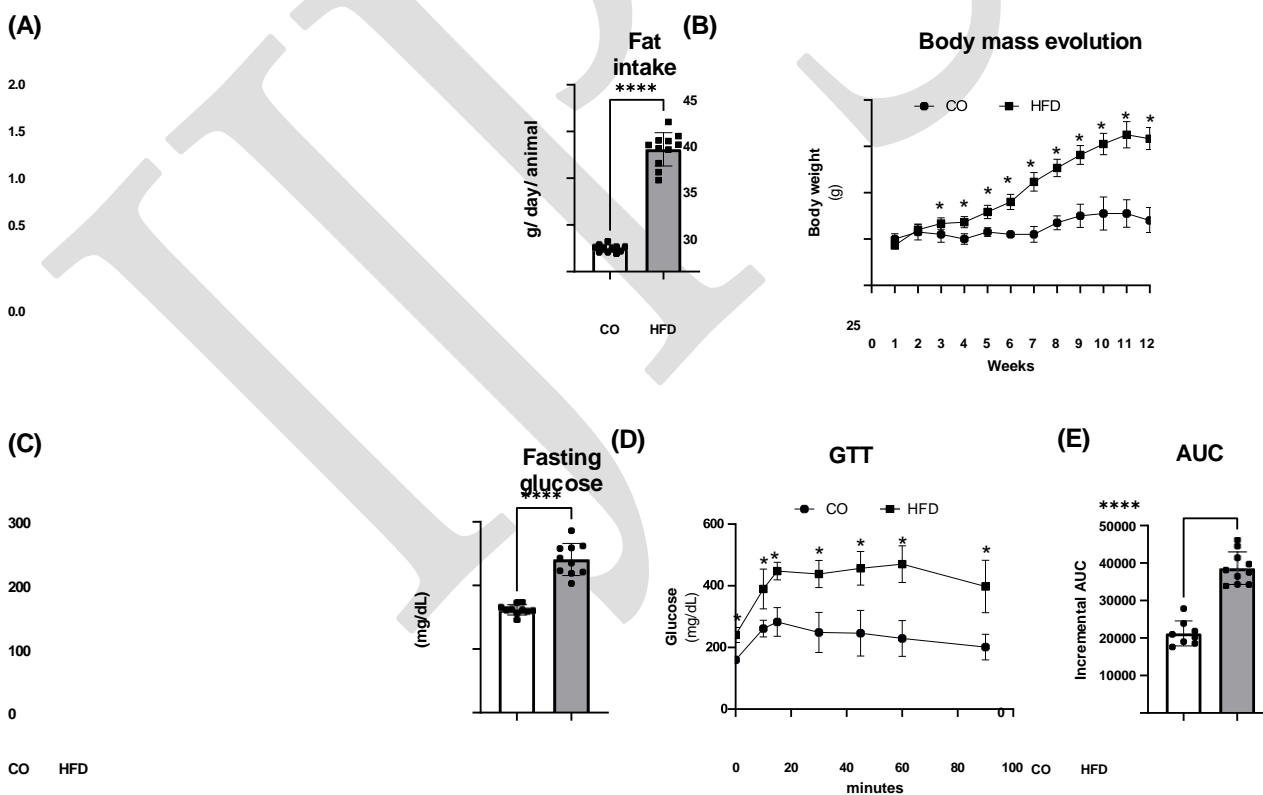 (A)
Fat
intake
****
2.0
1.5
1.0
0.5
0.0
g/ day/ animal
CO HFD
(B)
Body mass evolution
CO HFD
45
40
35
30
25
Body weight
(g)
* * * * * * * * * *
0 1 2 3 4 5 6 7 8 9 10 11 12
Weeks
(C)
Fasting
glucose
****
300
200
100
0
(mg/dL)
CO HFD
(D)
GTT
CO HFD
600
400
200
0
Glucose
(mg/dL)
* * * * * * *
0 20 40 60 80 100
minutes
(E)
AUC
****
50000
40000
30000
20000
10000
0
Incremental AUC
CO HFD